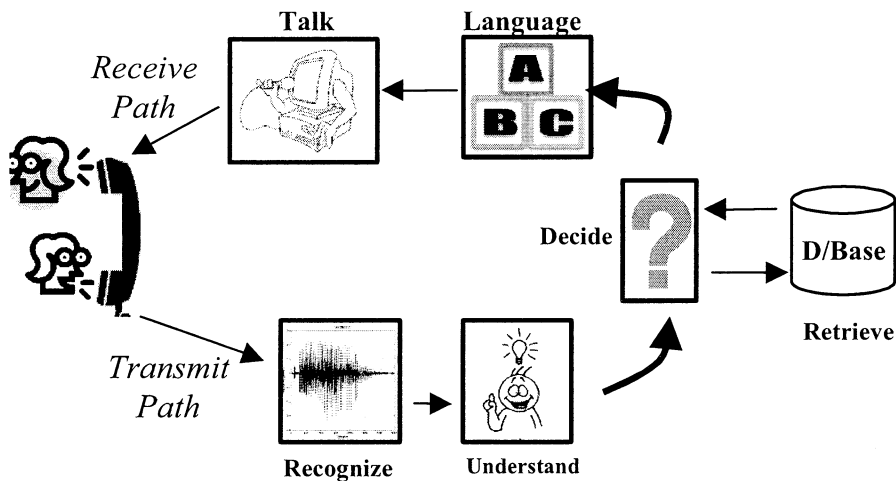 Talk
Language
Receive
Path
A
B C
Decide
?
D/Base
Retrieve
Transmit
Path
Recognize
Understand